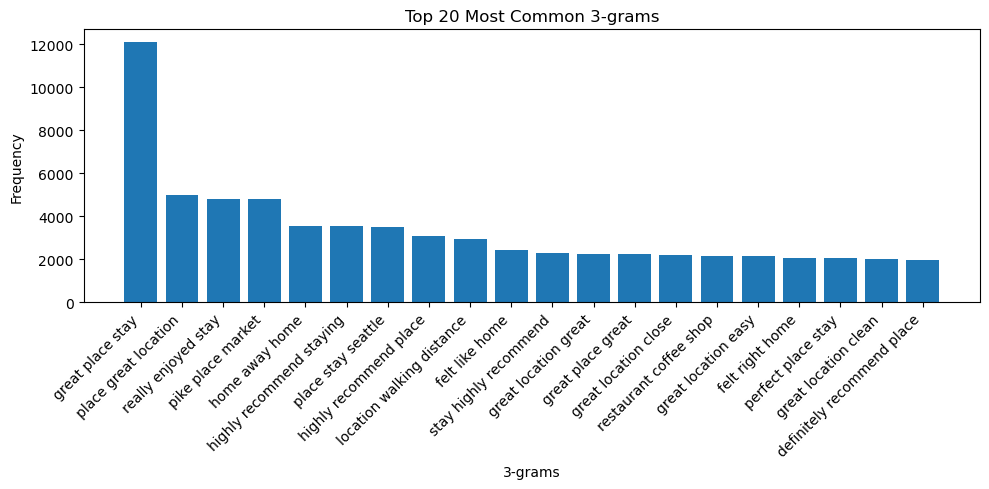 Top 20 Most Common 3-grams
Frequency
12000
10000
8000
6000
4000
2000
0
great place stay
place great location
really enjoyed stay
pike place market
home away home
highly recommend staying
place stay seattle
highly recommend place
location walking distance
felt like home
stay highly recommend
great location great
great place great
great location close
restaurant coffee shop
great location easy
felt right home
perfect place stay
great location clean
definitely recommend place
3-grams